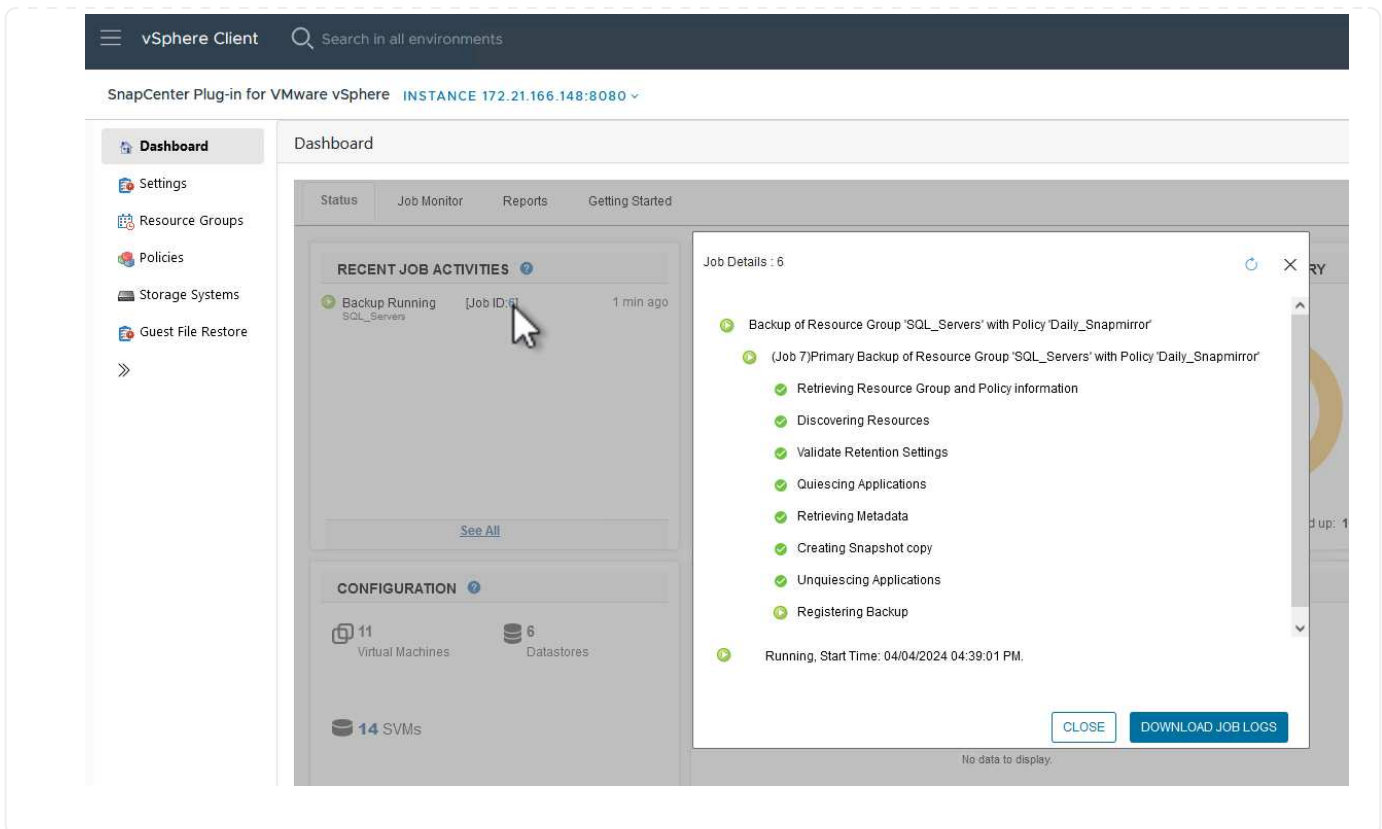 vSphere Client
Search in all environments
SnapCenter Plug-in for VMware vSphere INSTANCE 172.21.166.148:8080
Dashboard
Settings
Resource Groups
Policies
Storage Systems
Guest File Restore
Dashboard
Status Job Monitor Reports Getting Started
RECENT JOB ACTIVITIES
Backup Running [Job ID:6] 1 min ago
SQL_Servers
See All
CONFIGURATION
11
Virtual Machines
6
Datastores
14 SVMs
Job Details : 6
RY
Backup of Resource Group 'SQL_Servers' with Policy 'Daily_Snapmirror'
(Job 7)Primary Backup of Resource Group 'SQL_Servers' with Policy 'Daily_Snapmirror'
Retrieving Resource Group and Policy information
Discovering Resources
Validate Retention Settings
Quiescing Applications
Retrieving Metadata
Creating Snapshot copy
Unquiescing Applications
Registering Backup
d up: 1
Running, Start Time: 04/04/2024 04:39:01 PM.
CLOSE DOWNLOAD JOB LOGS
No data to display.